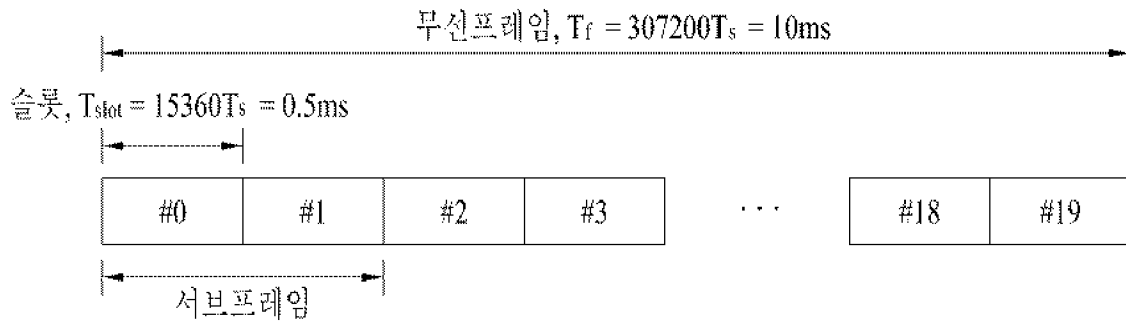 무선프레임, Tf = 307200Ts = 10ms
슬롯, Tslot = 15360Ts = 0.5ms
#0 #1 #2 #3 ··· #18 #19
서브프레임